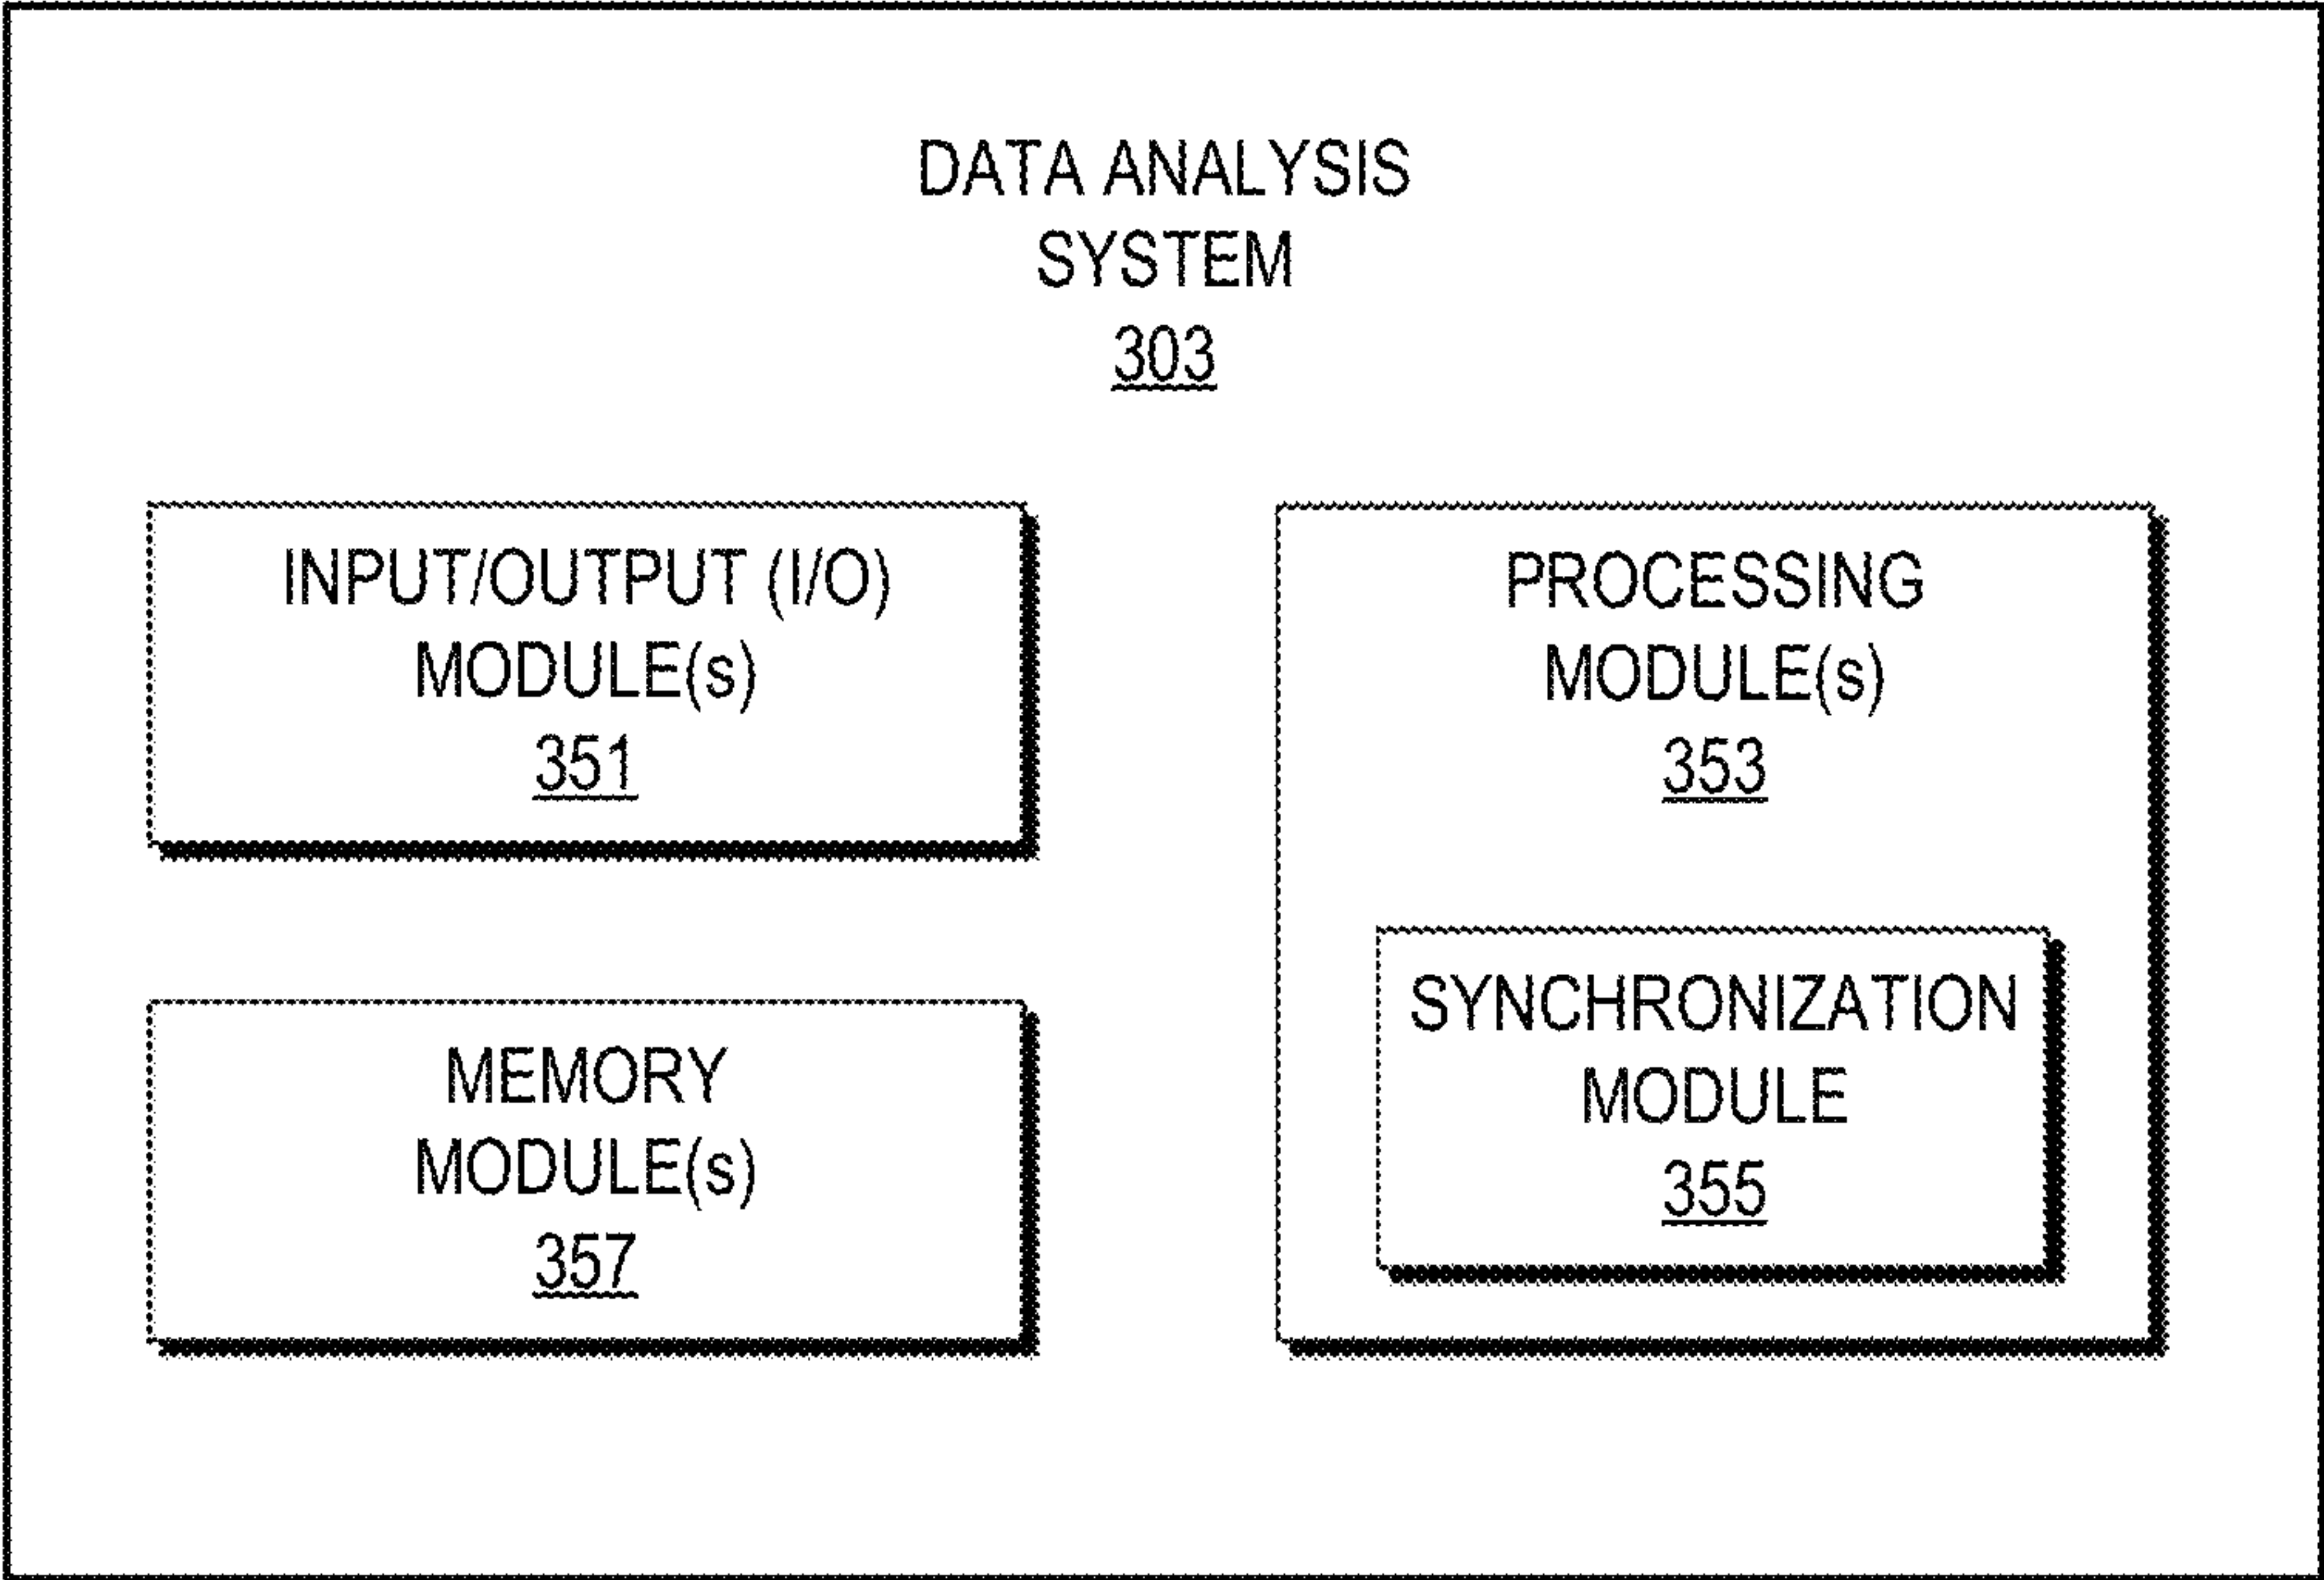 DATA ANALYSIS
SYSTEM
303
INPUT/OUTPUT (I/O)
MODULE(s)
351
PROCESSING
MODULE(s)
353
MEMORY
MODULE(s)
357
SYNCHRONIZATION
MODULE
355